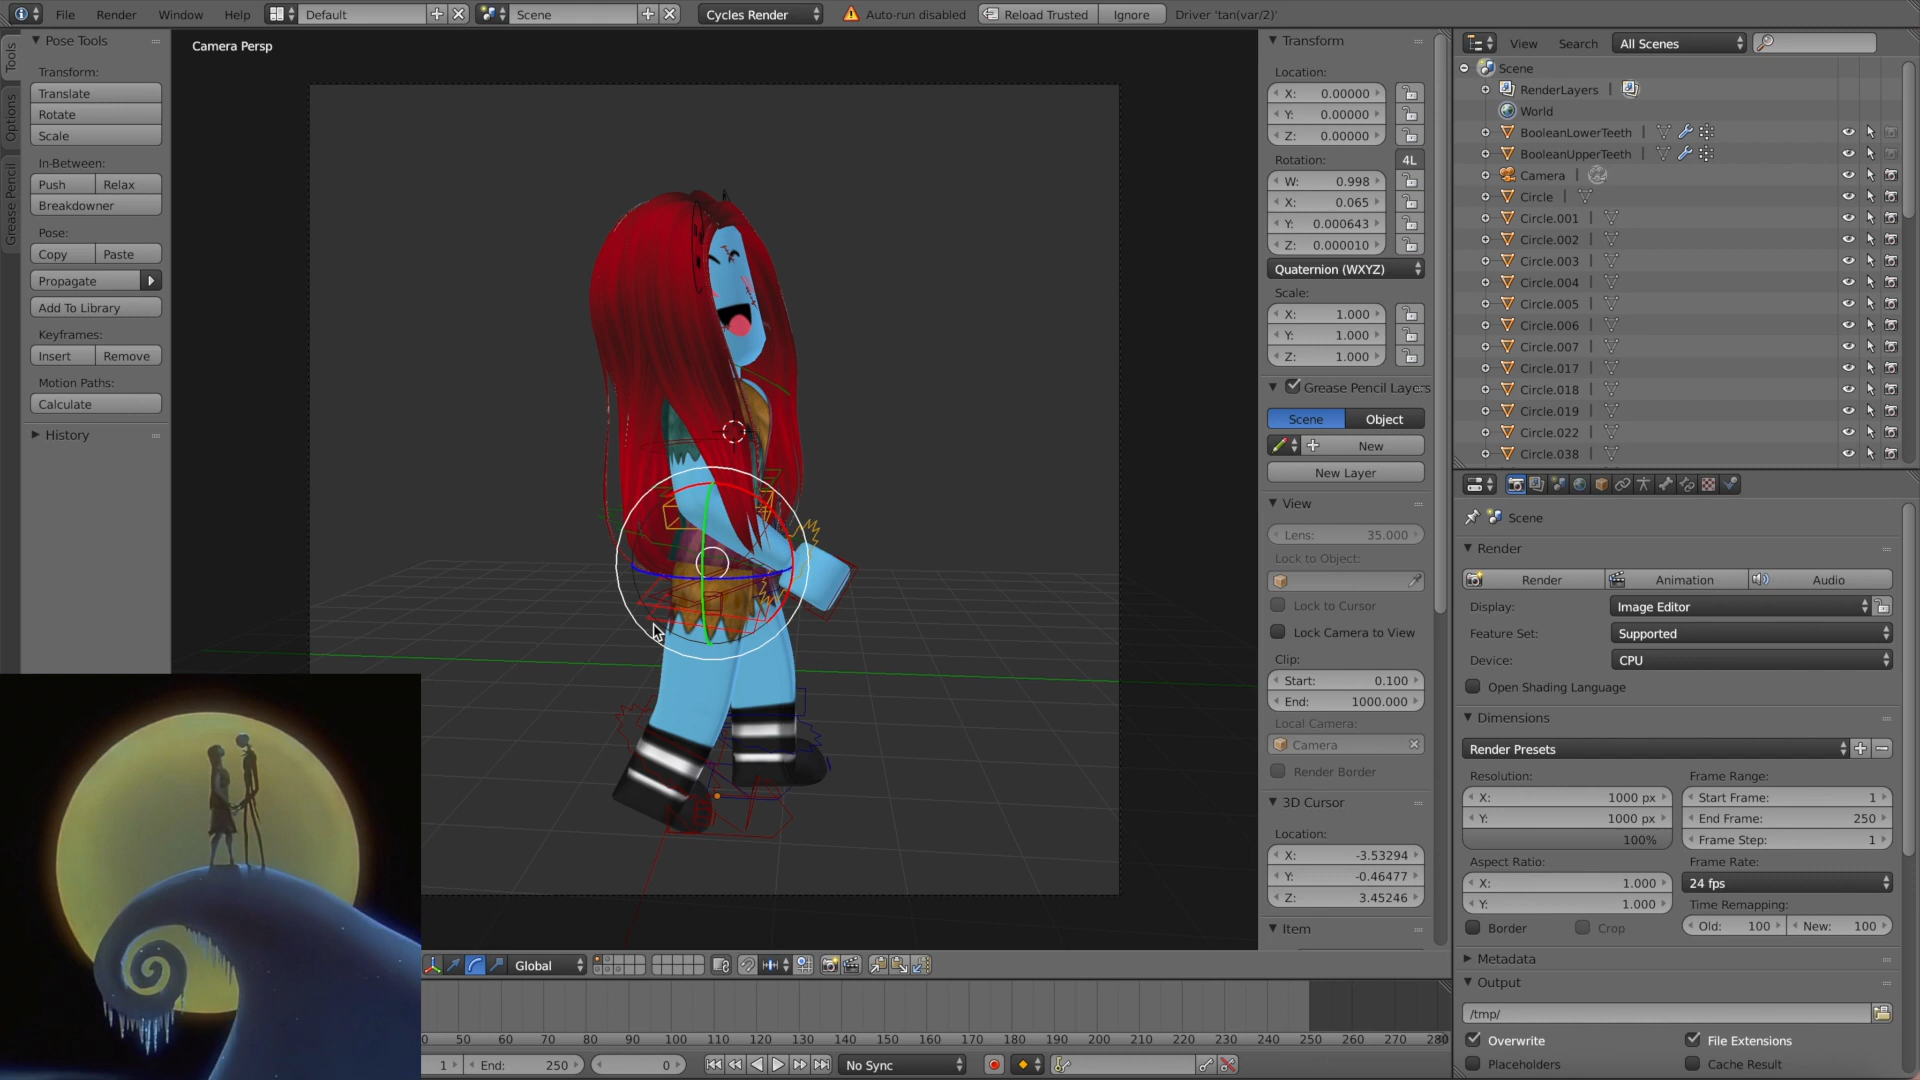 File Render Window Help Default Scene Cycles Render Auto-run disabled Reload Trusted Ignore Driver 'tan(var/2)'
Tools
Options
Grease Pencil
Pose Tools
Transform:
Translate
Rotate
Scale
In-Between:
Push Relax
Breakdowner
Pose:
Copy Paste
Propagate
Add To Library
Keyframes:
Insert Remove
Motion Paths:
Calculate
History
Camera Persp
Transform
Location:
X: 0.00000
Y: 0.00000
Z: 0.00000
Rotation: 4L
W: 0.998
X: 0.065
Y: 0.000643
Z: 0.000010
Quaternion (WXYZ)
Scale:
X: 1.000
Y: 1.000
Z: 1.000
Grease Pencil Layers
Scene Object
New
New Layer
View
Lens: 35.000
Lock to Object:
Lock to Cursor
Lock Camera to View
Clip:
Start: 0.100
End: 1000.000
Local Camera:
Camera
Render Border
3D Cursor
Location:
X: -3.53294
Y: -0.46477
Z: 3.45246
Item
View Search All Scenes
Scene
RenderLayers
World
BooleanLowerTeeth
BooleanUpperTeeth
Camera
Circle
Circle.001
Circle.002
Circle.003
Circle.004
Circle.005
Circle.006
Circle.007
Circle.017
Circle.018
Circle.019
Circle.022
Circle.038
Scene
Render
Render Animation Audio
Display: Image Editor
Feature Set: Supported
Device: CPU
Open Shading Language
Dimensions
Render Presets
Resolution: Frame Range:
X: 1000 px Start Frame: 1
Y: 1000 px End Frame: 250
100% Frame Step: 1
Aspect Ratio: Frame Rate:
X: 1.000 24 fps
Y: 1.000 Time Remapping:
Border Crop Old: 100 New: 100
Metadata
Output
/tmp/
Overwrite File Extensions
Placeholders Cache Result
Global
50 60 70 80 90 100 110 120 130 140 150 160 170 180 190 200 210 220 230 240 250 260 270 280
1 End: 250 0 No Sync